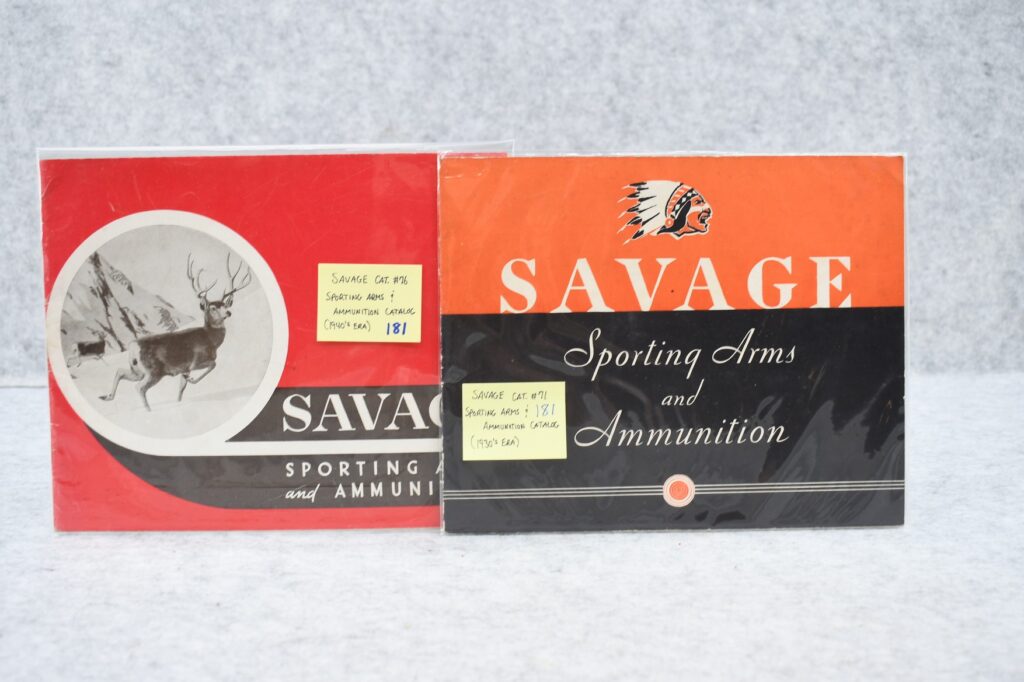 SAVAGE CAT. #76
SPORTING ARMS &
AMMUNITION CATALOG
(1940's ERA) 181
SAVAG
SPORTING A
and AMMUNI
SAVAGE
Sporting Arms
and
Ammunition
SAVAGE CAT. #71
SPORTING ARMS & 181
AMMUNITION CATALOG
(1930's ERA)